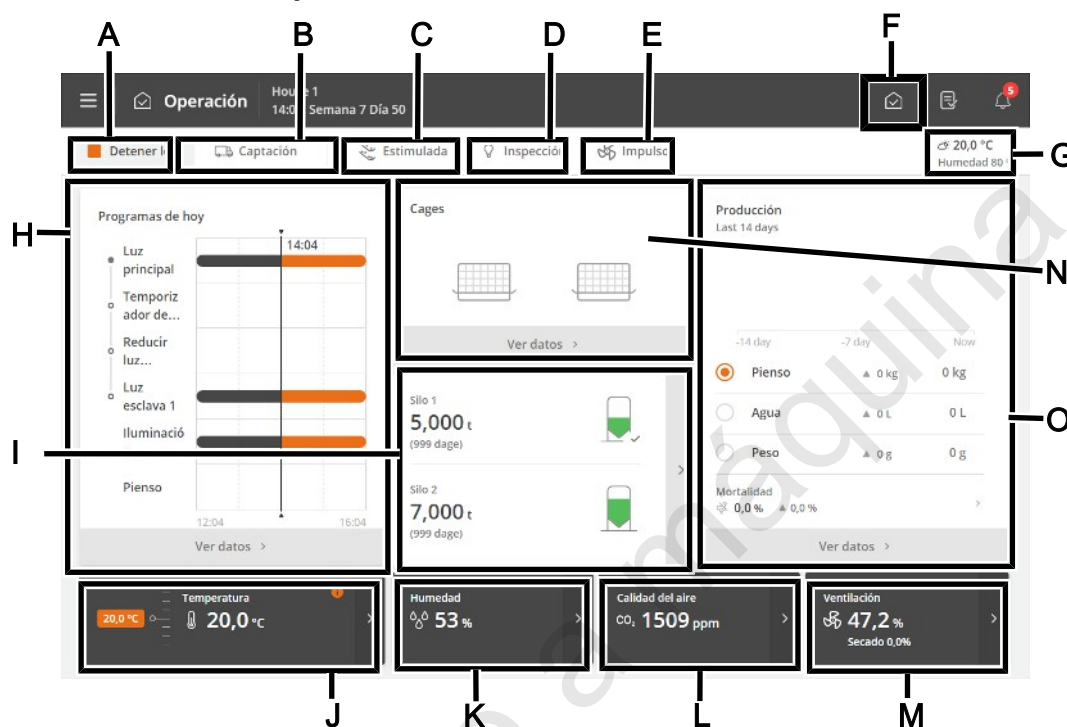 A
B
C
D
E
F
Operación
House 1
14:04 Semana 7 Día 50
5
Detener l
Captación
Estimulada
Inspección
Impulso
20,0 °C
Humedad 80
G
H
Programas de hoy
14:04
Luz
principal
Temporiz
ador de...
Reducir
luz...
Luz
esclava 1
Iluminació
Pienso
12:04
16:04
Ver datos >
Cages
Ver datos >
N
I
Silo 1
5,000 t
(999 dage)
Silo 2
7,000 t
(999 dage)
>
Producción
Last 14 days
-14 day
-7 day
Now
Pienso ▲ 0 kg 0 kg
Agua ▲ 0 L 0 L
Peso ▲ 0 g 0 g
Mortalidad
0,0 % ▲ 0,0 % >
Ver datos >
O
Temperatura
20,0 °C
20,0 °C >
Humedad
53 % >
Calidad del aire
CO₂ 1509 ppm >
Ventilación
47,2 % >
Secado 0,0%
J
K
L
M
a máquina